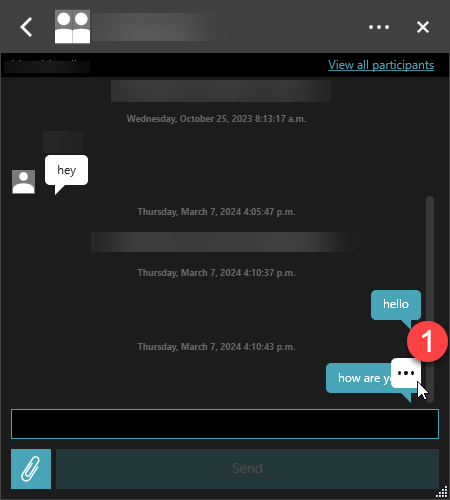 View all participants
Wednesday, October 25, 2023 8:13:17 a.m.
hey
Thursday, March 7, 2024 4:05:47 p.m.
Thursday, March 7, 2024 4:10:37 p.m.
hello
1
Thursday, March 7, 2024 4:10:43 p.m.
how are y
Send